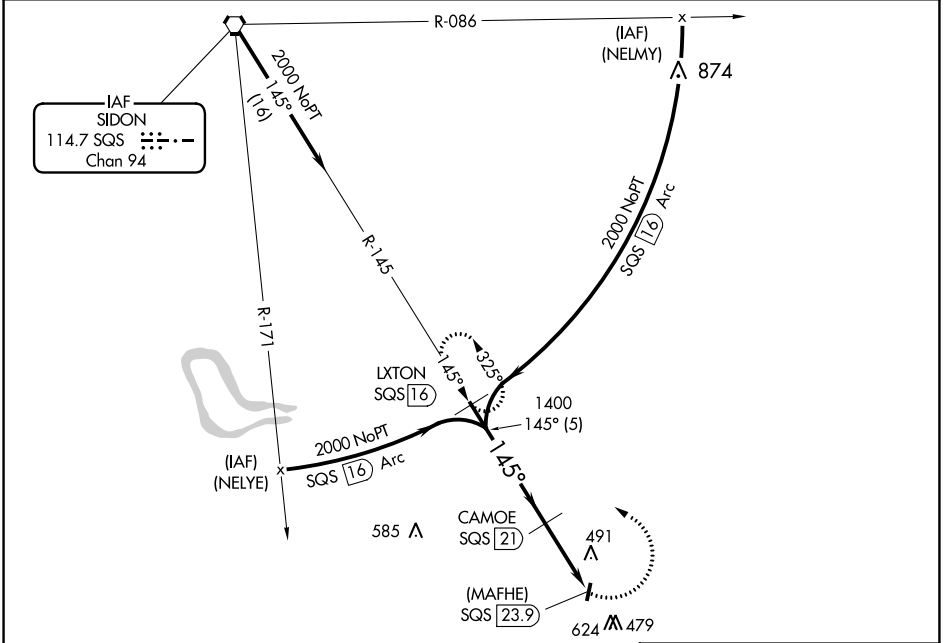 R-086
(IAF)
(NELMY)
874
2000 NoPT
145°
(16)
IAF
SIDON
114.7 SQS
Chan 94
2000 NoPT
SQS 16 Arc
R-145
R-171
LXTON
SQS 16
145°
325°
1400
145° (5)
2000 NoPT
SQS 16 Arc
(IAF)
(NELYE)
145°
585
CAMOE
SQS 21
491
(MAFHE)
SQS 23.9
624
479